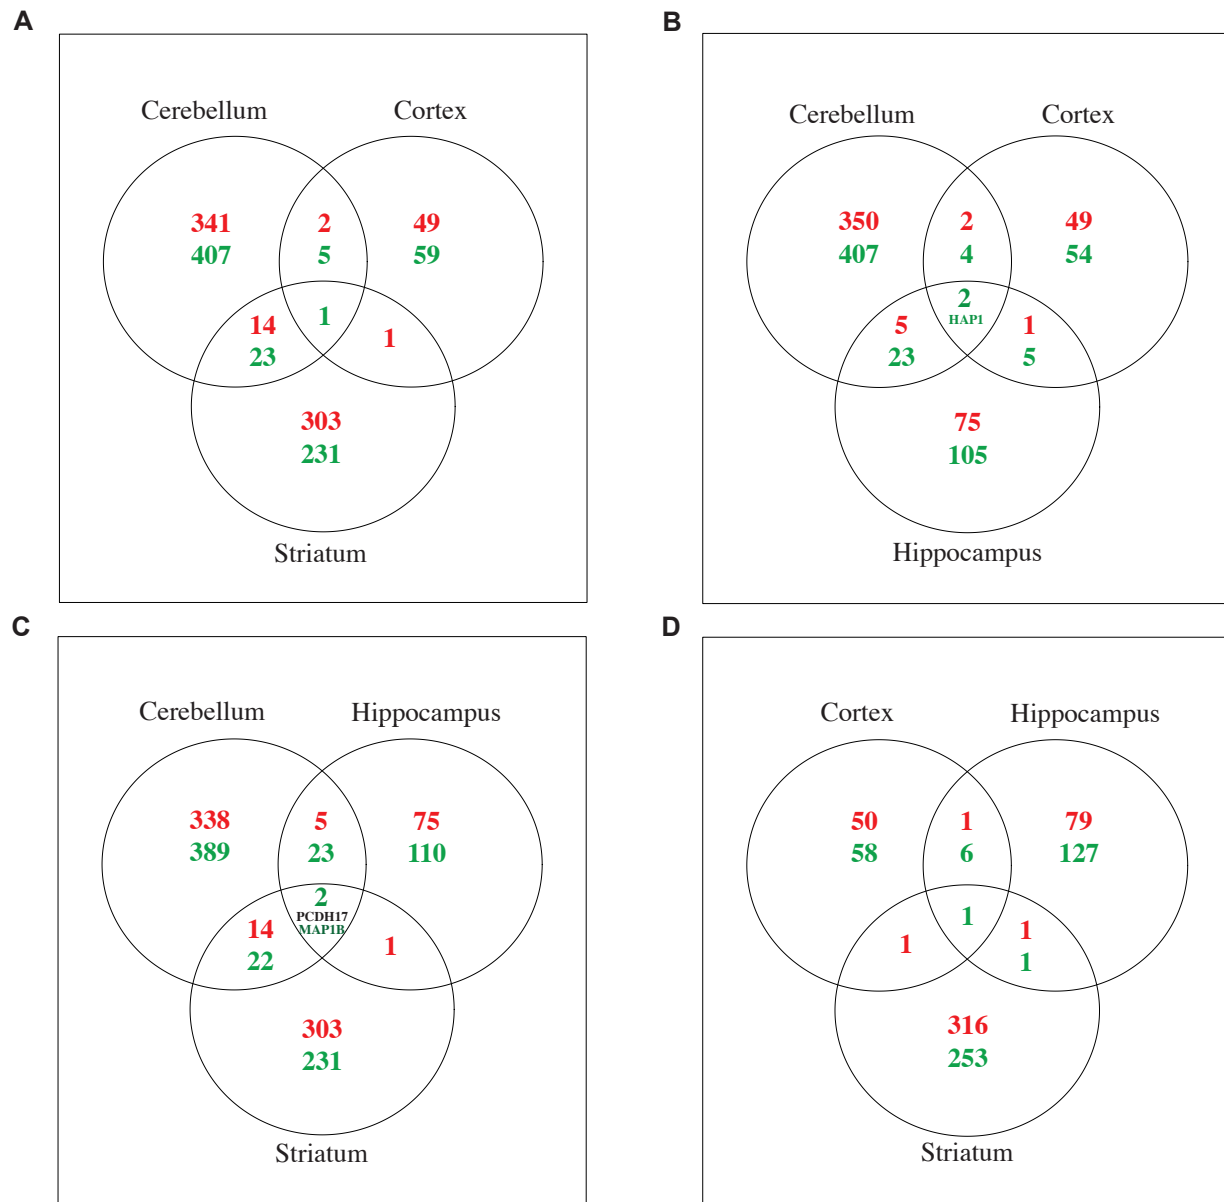 A
Cerebellum
Cortex
341
407
2
5
49
59
1
14
23
1
303
231
Striatum
B
Cerebellum
Cortex
350
407
2
4
49
54
2
HAP1
5
23
1
5
75
105
Hippocampus
C
Cerebellum
Hippocampus
338
389
5
23
75
110
2
PCDH17
MAP1B
14
22
1
303
231
Striatum
D
Cortex
Hippocampus
50
58
1
6
79
127
1
1
1
1
316
253
Striatum